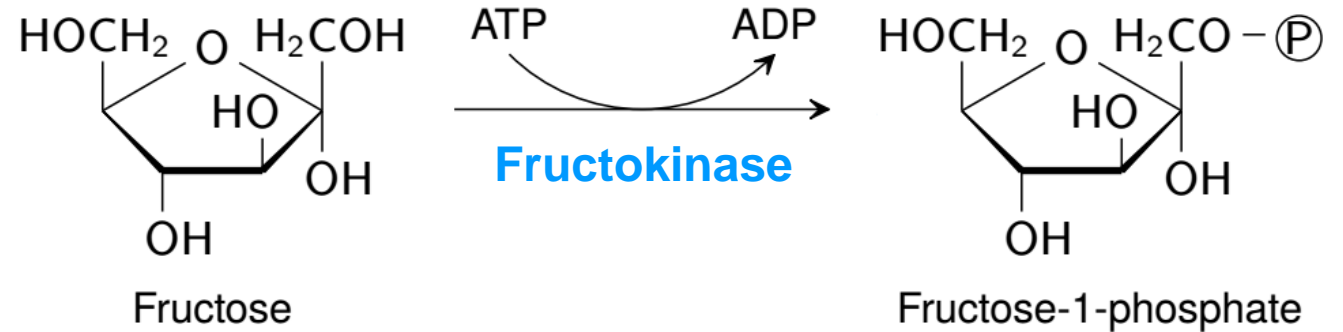 HOCH₂ O H₂COH
HO
OH
OH
Fructose
ATP ADP
Fructokinase
HOCH₂ O H₂CO – Ⓟ
HO
OH
OH
Fructose-1-phosphate